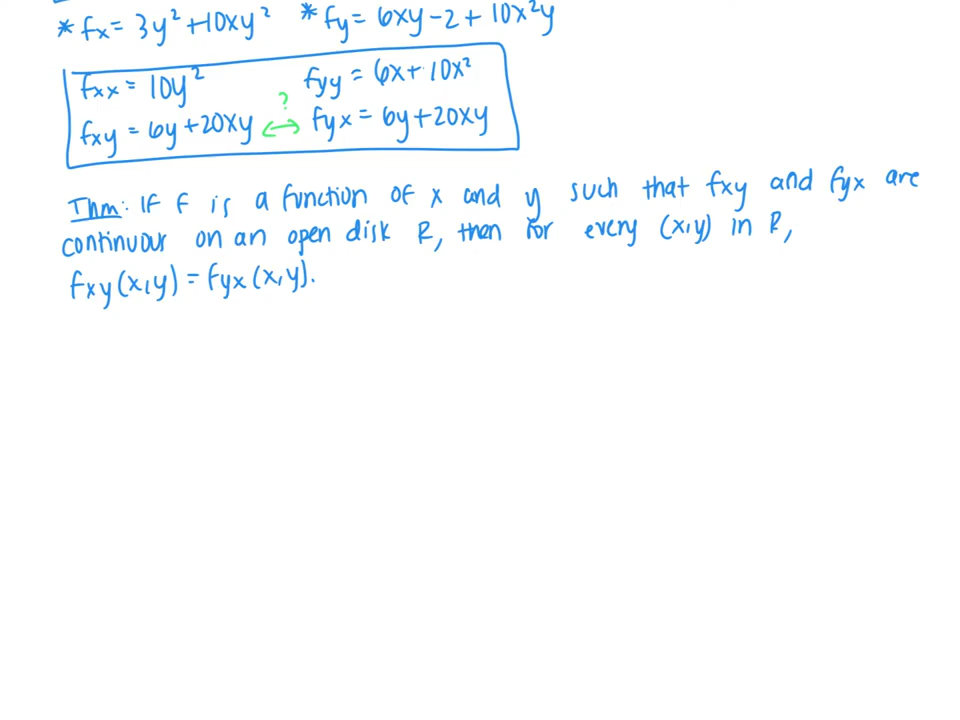 * fx = 3y² + 10xy² * fy = 6xy - 2 + 10x²y
fxx = 10y² fyy = 6x + 10x²
?
fxy = 6y + 20xy ↔ fyx = 6y + 20xy
Thm: If f is a function of x and y such that fxy and fyx are
continuous on an open disk R, then for every (x,y) in R,
fxy(x,y) = fyx(x,y).